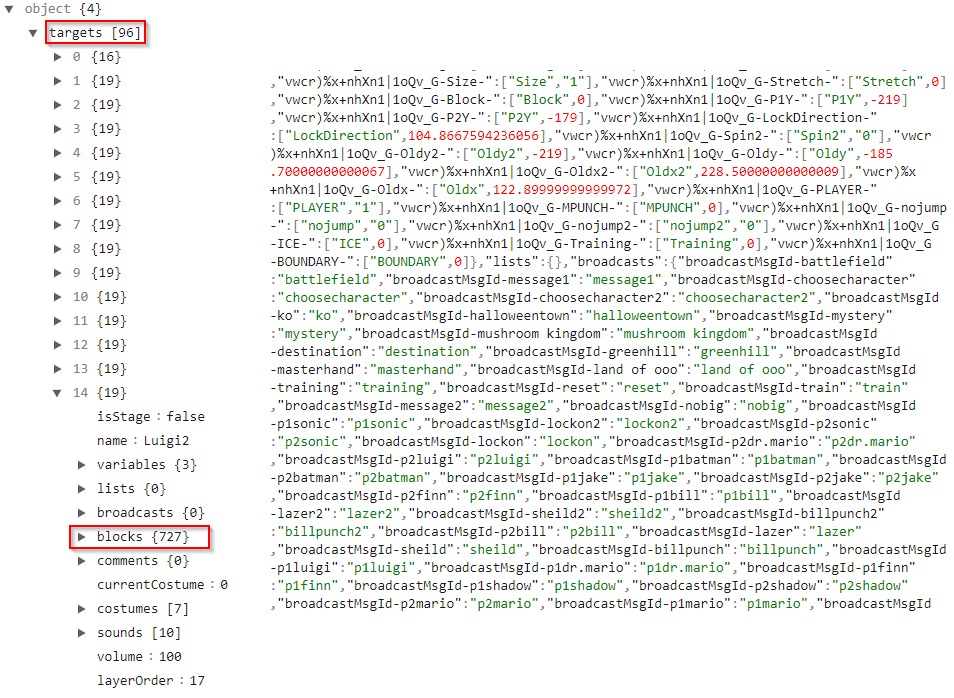 object {4}
targets [96]
0 {16}
1 {19}
2 {19}
3 {19}
4 {19}
5 {19}
6 {19}
7 {19}
8 {19}
9 {19}
10 {19}
11 {19}
12 {19}
13 {19}
14 {19}
isStage : false
name : Luigi2
variables {3}
lists {0}
broadcasts {0}
blocks {727}
comments {0}
currentCostume : 0
costumes [7]
sounds [10]
volume : 100
layerOrder : 17
,"vwcr)%x+nhXn1|1oQv_G-Size-":["Size","1"],"vwcr)%x+nhXn1|1oQv_G-Stretch-":["Stretch",0]
,"vwcr)%x+nhXn1|1oQv_G-Block-":["Block",0],"vwcr)%x+nhXn1|1oQv_G-P1Y-":["P1Y",-219]
,"vwcr)%x+nhXn1|1oQv_G-P2Y-":["P2Y",-179],"vwcr)%x+nhXn1|1oQv_G-LockDirection-"
:["LockDirection",104.8667594236056],"vwcr)%x+nhXn1|1oQv_G-Spin2-":["Spin2","0"],"vwcr
)%x+nhXn1|1oQv_G-Oldy2-":["Oldy2",-219],"vwcr)%x+nhXn1|1oQv_G-Oldy-":["Oldy",-185
.70000000000067],"vwcr)%x+nhXn1|1oQv_G-Oldx2-":["Oldx2",228.50000000000009],"vwcr)%x
+nhXn1|1oQv_G-Oldx-":["Oldx",122.89999999999972],"vwcr)%x+nhXn1|1oQv_G-PLAYER-"
:["PLAYER","1"],"vwcr)%x+nhXn1|1oQv_G-MPUNCH-":["MPUNCH",0],"vwcr)%x+nhXn1|1oQv_G-nojump
-":["nojump","0"],"vwcr)%x+nhXn1|1oQv_G-nojump2-":["nojump2","0"],"vwcr)%x+nhXn1|1oQv_G
-ICE-":["ICE",0],"vwcr)%x+nhXn1|1oQv_G-Training-":["Training",0],"vwcr)%x+nhXn1|1oQv_G
-BOUNDARY-":["BOUNDARY",0]},"lists":{},"broadcasts":{"broadcastMsgId-battlefield"
:"battlefield","broadcastMsgId-message1":"message1","broadcastMsgId-choosecharacter"
:"choosecharacter","broadcastMsgId-choosecharacter2":"choosecharacter2","broadcastMsgId
-ko":"ko","broadcastMsgId-halloweentown":"halloweentown","broadcastMsgId-mystery"
:"mystery","broadcastMsgId-mushroom kingdom":"mushroom kingdom","broadcastMsgId
-destination":"destination","broadcastMsgId-greenhill":"greenhill","broadcastMsgId
-masterhand":"masterhand","broadcastMsgId-land of ooo":"land of ooo","broadcastMsgId
-training":"training","broadcastMsgId-reset":"reset","broadcastMsgId-train":"train"
,"broadcastMsgId-message2":"message2","broadcastMsgId-nobig":"nobig","broadcastMsgId
-p1sonic":"p1sonic","broadcastMsgId-lockon2":"lockon2","broadcastMsgId-p2sonic"
:"p2sonic","broadcastMsgId-lockon":"lockon","broadcastMsgId-p2dr.mario":"p2dr.mario"
,"broadcastMsgId-p2luigi":"p2luigi","broadcastMsgId-p1batman":"p1batman","broadcastMsgId
-p2batman":"p2batman","broadcastMsgId-p1jake":"p1jake","broadcastMsgId-p2jake":"p2jake"
,"broadcastMsgId-p2finn":"p2finn","broadcastMsgId-p1bill":"p1bill","broadcastMsgId
-lazer2":"lazer2","broadcastMsgId-sheild2":"sheild2","broadcastMsgId-billpunch2"
:"billpunch2","broadcastMsgId-p2bill":"p2bill","broadcastMsgId-lazer":"lazer"
,"broadcastMsgId-sheild":"sheild","broadcastMsgId-billpunch":"billpunch","broadcastMsgId
-p1luigi":"p1luigi","broadcastMsgId-p1dr.mario":"p1dr.mario","broadcastMsgId-p1finn"
:"p1finn","broadcastMsgId-p1shadow":"p1shadow","broadcastMsgId-p2shadow":"p2shadow"
,"broadcastMsgId-p2mario":"p2mario","broadcastMsgId-p1mario":"p1mario","broadcastMsgId